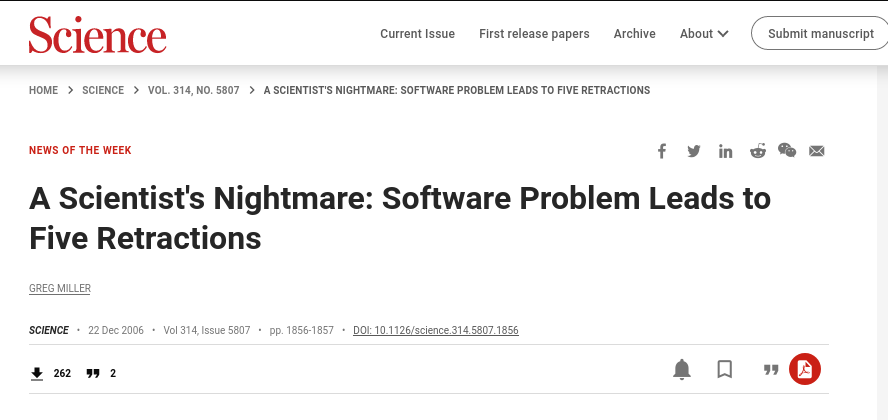 Science
Current Issue First release papers Archive About Submit manuscript
HOME SCIENCE VOL. 314, NO. 5807 A SCIENTIST'S NIGHTMARE: SOFTWARE PROBLEM LEADS TO FIVE RETRACTIONS
NEWS OF THE WEEK
A Scientist's Nightmare: Software Problem Leads to
Five Retractions
GREG MILLER
SCIENCE • 22 Dec 2006 • Vol 314, Issue 5807 • pp. 1856-1857 • DOI: 10.1126/science.314.5807.1856
262 2